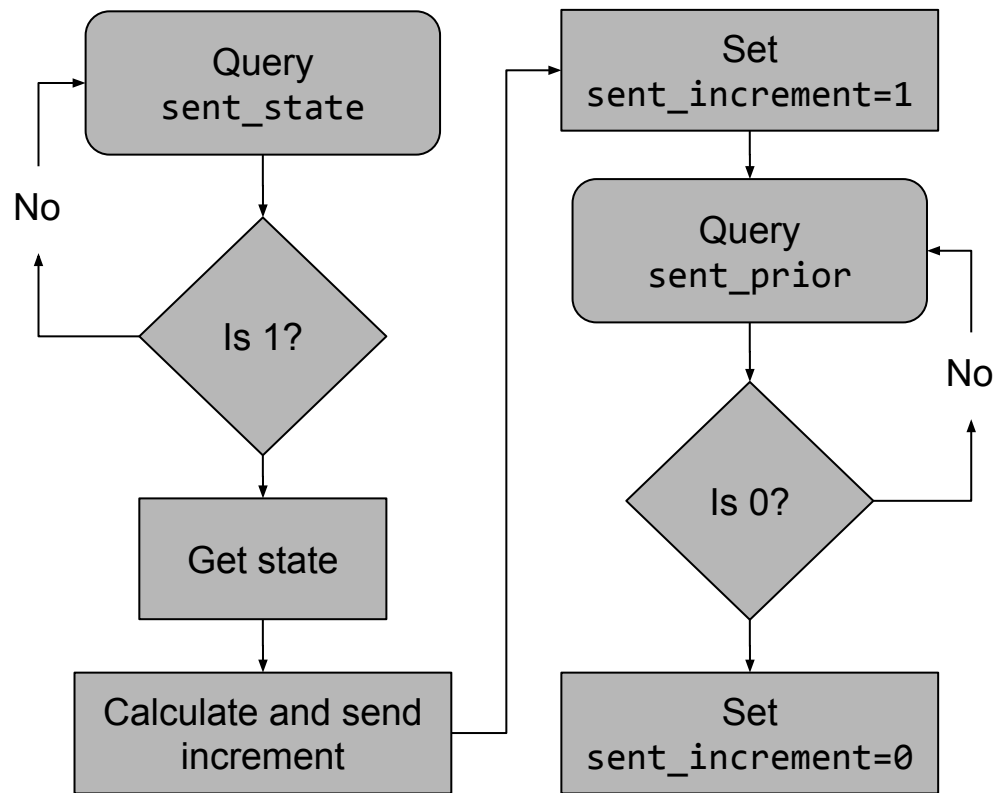 Query
sent_state
No
Is 1?
Get state
Calculate and send
increment
Set
sent_increment=1
Query
sent_prior
No
Is 0?
Set
sent_increment=0